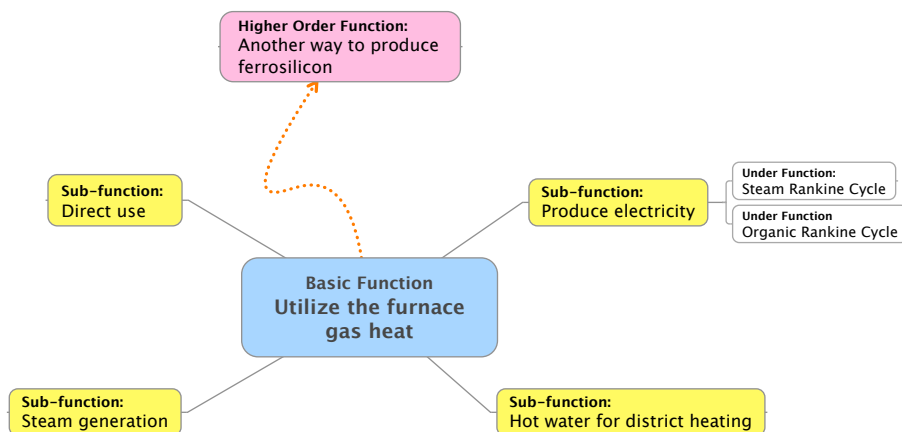 Higher Order Function:
Another way to produce
ferrosilicon
Sub-function:
Direct use
Sub-function:
Produce electricity
Under Function:
Steam Rankine Cycle
Under Function
Organic Rankine Cycle
Basic Function
Utilize the furnace
gas heat
Sub-function:
Steam generation
Sub-function:
Hot water for district heating